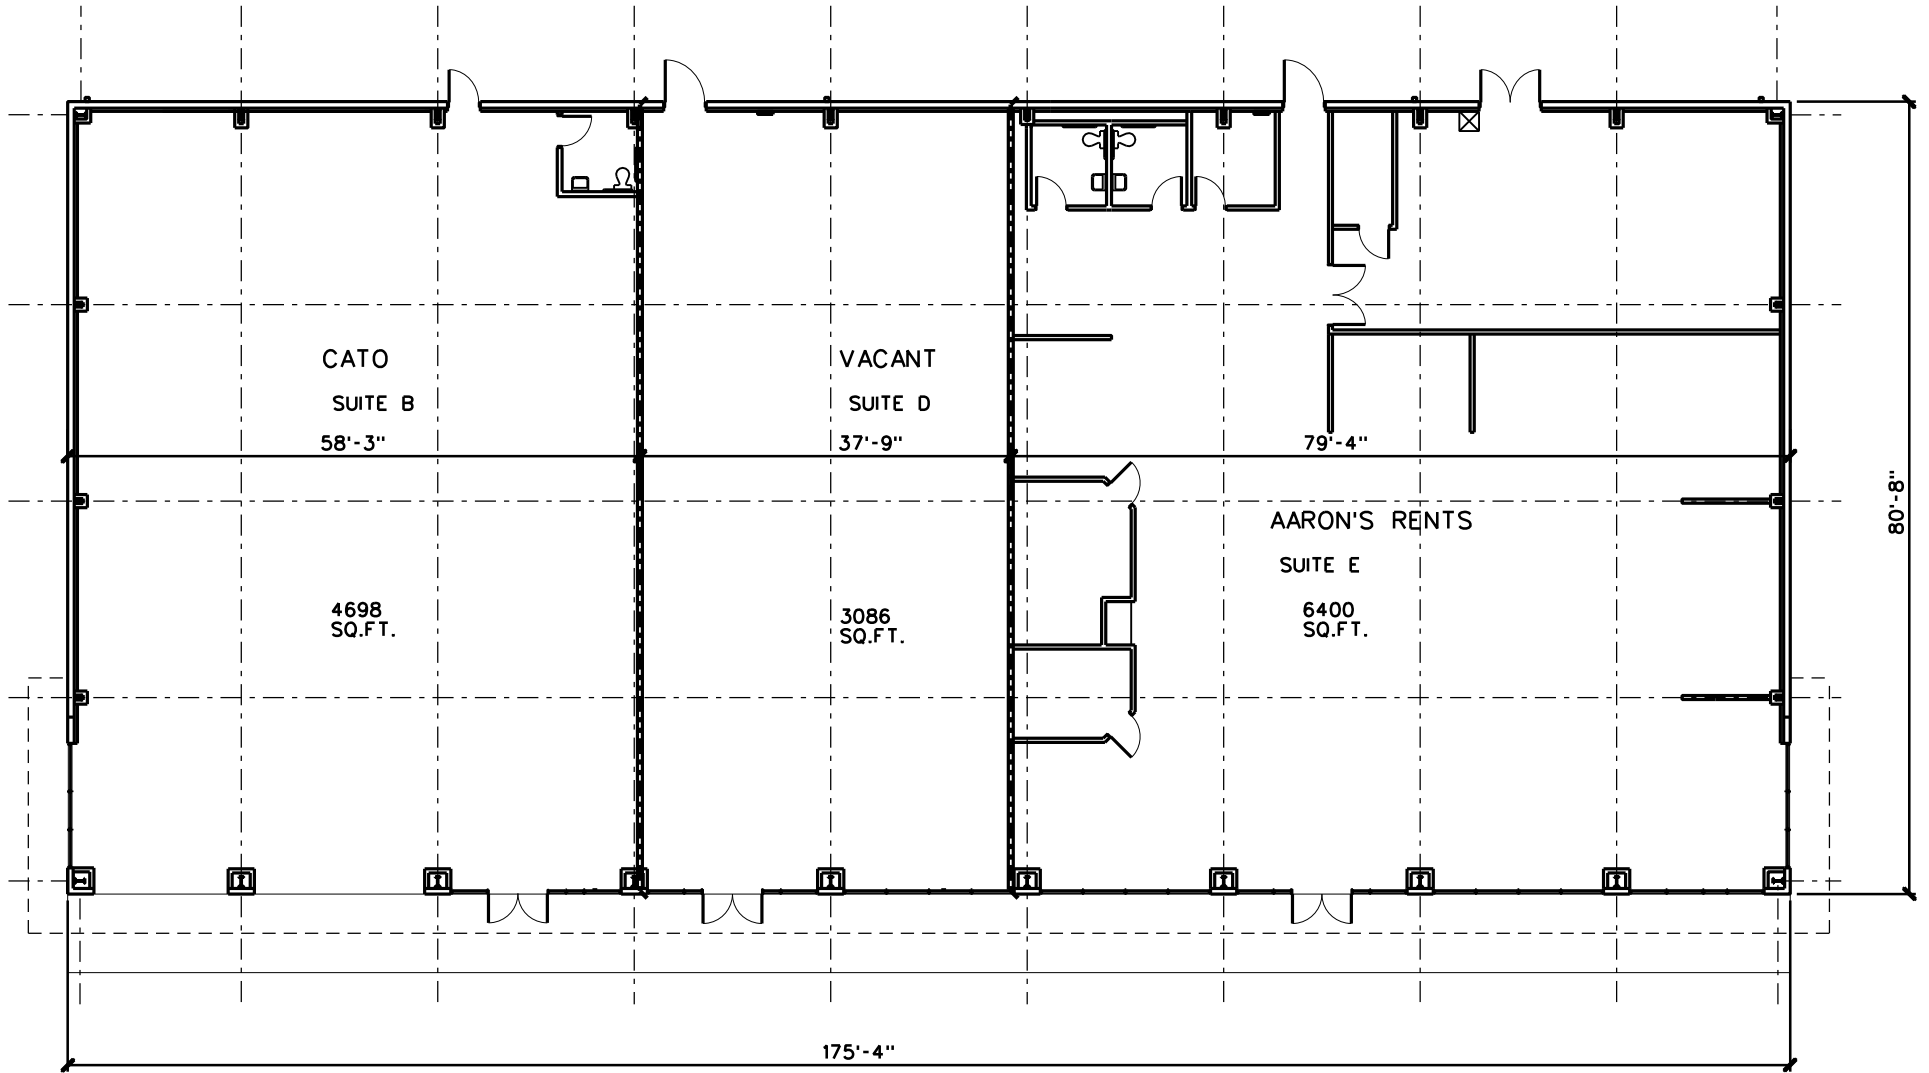 CATO
SUITE B
58'-3"
4698
SQ.FT.
VACANT
SUITE D
37'-9"
3086
SQ.FT.
79'-4"
AARON'S RENTS
SUITE E
6400
SQ.FT.
80'-8"
175'-4"